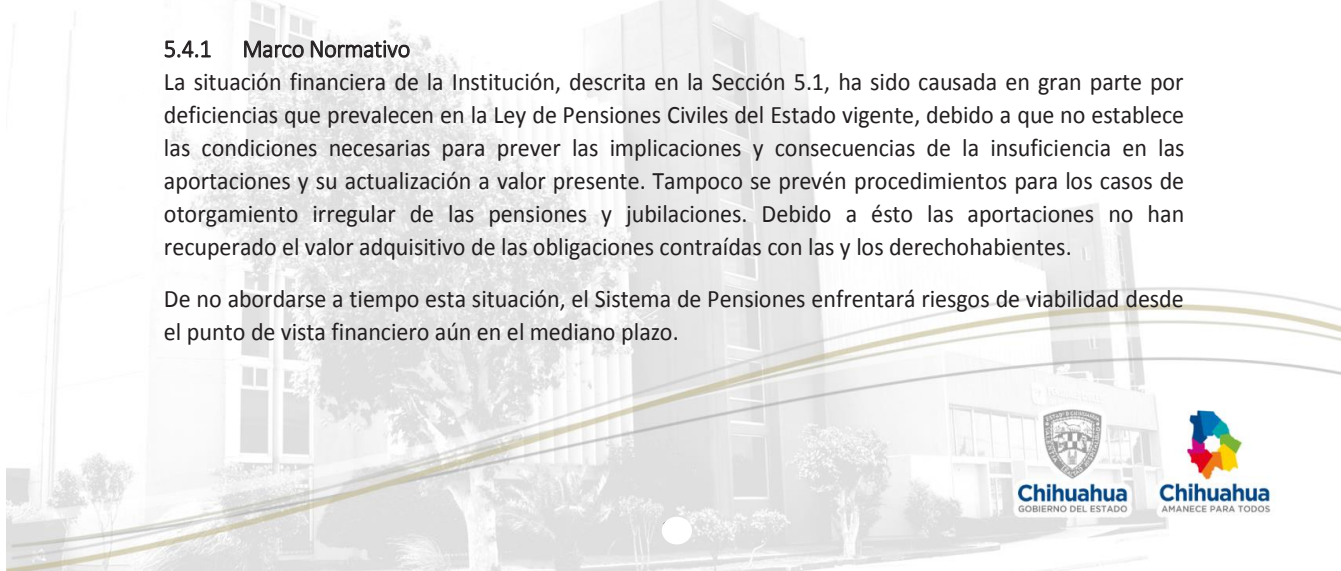 5.4.1 Marco Normativo
La situación financiera de la Institución, descrita en la Sección 5.1, ha sido causada en gran parte por
deficiencias que prevalecen en la Ley de Pensiones Civiles del Estado vigente, debido a que no establece
las condiciones necesarias para prever las implicaciones y consecuencias de la insuficiencia en las
aportaciones y su actualización a valor presente. Tampoco se prevén procedimientos para los casos de
otorgamiento irregular de las pensiones y jubilaciones. Debido a ésto las aportaciones no han
recuperado el valor adquisitivo de las obligaciones contraídas con las y los derechohabientes.
De no abordarse a tiempo esta situación, el Sistema de Pensiones enfrentará riesgos de viabilidad desde
el punto de vista financiero aún en el mediano plazo.
Chihuahua
GOBIERNO DEL ESTADO
Chihuahua
AMANECE PARA TODOS